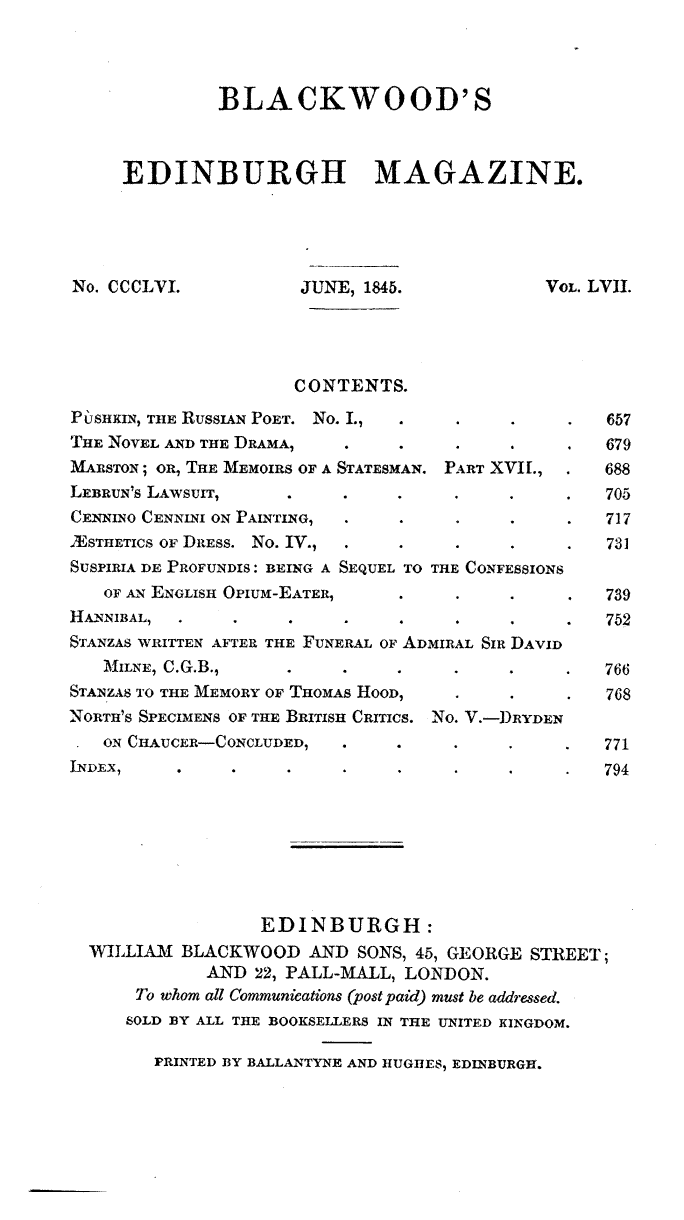 BLACKWOOD'S
EDINBURGH MAGAZINE.
No. CCCLVI. JUNE, 1845. VOL. LVII.
CONTENTS.
PÙSHKIN, THE RUSSIAN POET. No. I., . . . . 657
THE NOVEL AND THE DRAMA, . . . . . 679
MARSTON; OR, THE MEMOIRS OF A STATESMAN. PART XVII., . 688
LEBRUN'S LAWSUIT, . . . . . . 705
CENNINO CENNINI ON PAINTING, . . . . . 717
ÆSTHETICS OF DRESS. No. IV., . . . . . 731
SUSPIRIA DE PROFUNDIS: BEING A SEQUEL TO THE CONFESSIONS
OF AN ENGLISH OPIUM-EATER, . . . . 739
HANNIBAL, . . . . . . . . 752
STANZAS WRITTEN AFTER THE FUNERAL OF ADMIRAL SIR DAVID
MILNE, C.G.B., . . . . . . 766
STANZAS TO THE MEMORY OF THOMAS HOOD, . . . 768
NORTH'S SPECIMENS OF THE BRITISH CRITICS. No. V.—DRYDEN
ON CHAUCER—CONCLUDED, . . . . . 771
INDEX, . . . . . . . . 794
EDINBURGH:
WILLIAM BLACKWOOD AND SONS, 45, GEORGE STREET;
AND 22, PALL-MALL, LONDON.
To whom all Communications (post paid) must be addressed.
SOLD BY ALL THE BOOKSELLERS IN THE UNITED KINGDOM.
PRINTED BY BALLANTYNE AND HUGHES, EDINBURGH.